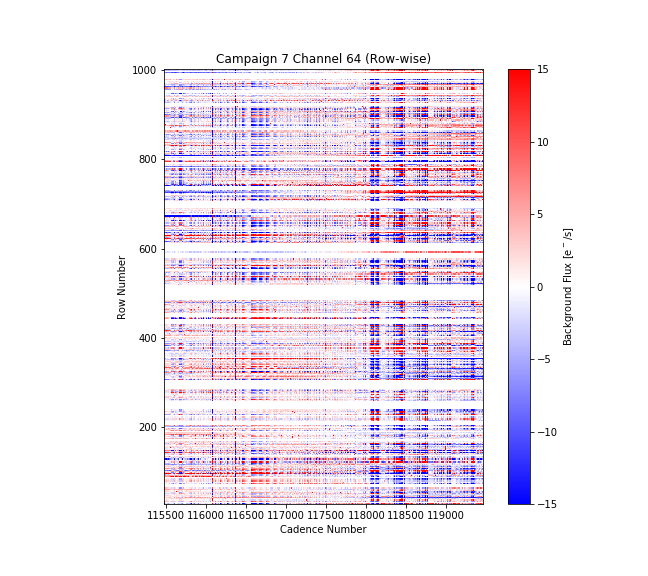 Campaign 7 Channel 64 (Row-wise)
1000
800
600
400
200
Row Number
115500 116000 116500 117000 117500 118000 118500 119000
Cadence Number
15
10
5
0
−5
−10
−15
Background Flux [e⁻/s]